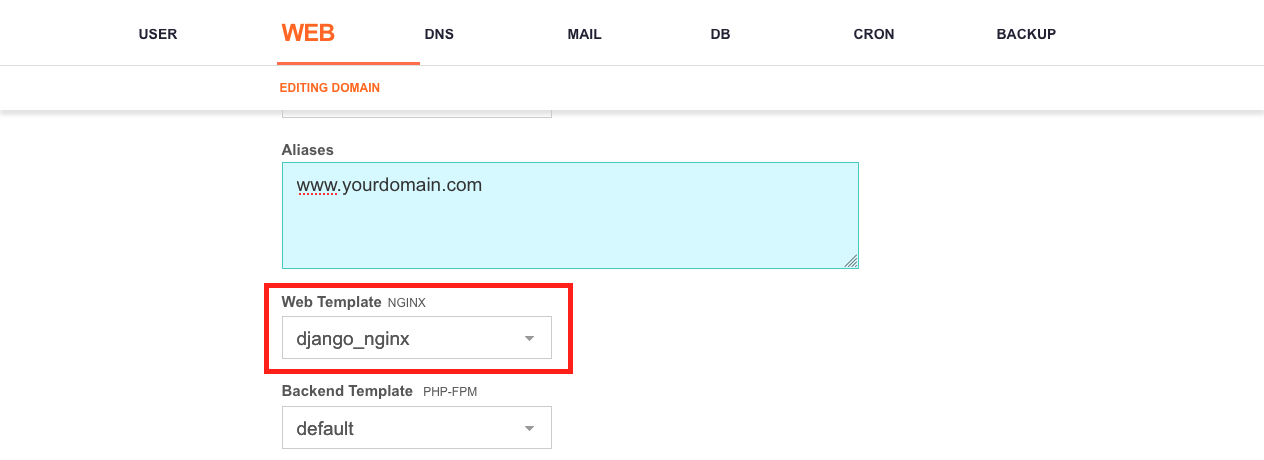 USER WEB DNS MAIL DB CRON BACKUP
EDITING DOMAIN
Aliases
www.yourdomain.com
Web Template NGINX
django_nginx
Backend Template PHP-FPM
default